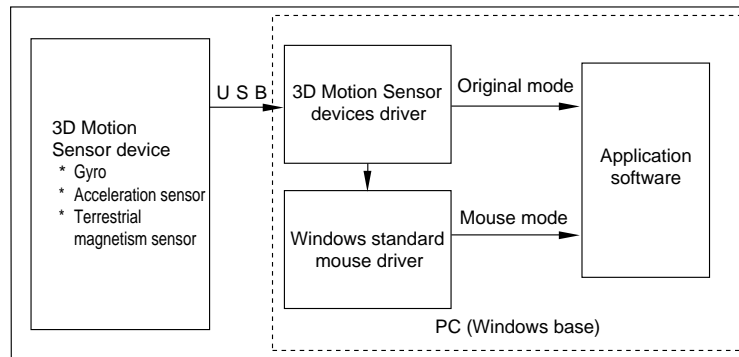 3D Motion
Sensor device
* Gyro
* Acceleration sensor
* Terrestrial
magnetism sensor
U S B
3D Motion Sensor
devices driver
Original mode
Windows standard
mouse driver
Mouse mode
Application
software
PC (Windows base)